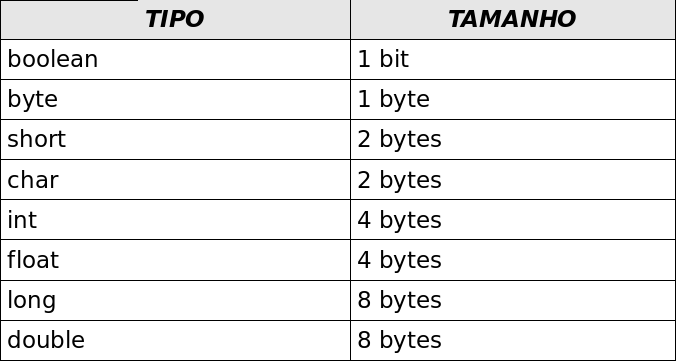 TIPO TAMANHO
boolean 1 bit
byte 1 byte
short 2 bytes
char 2 bytes
int 4 bytes
float 4 bytes
long 8 bytes
double 8 bytes